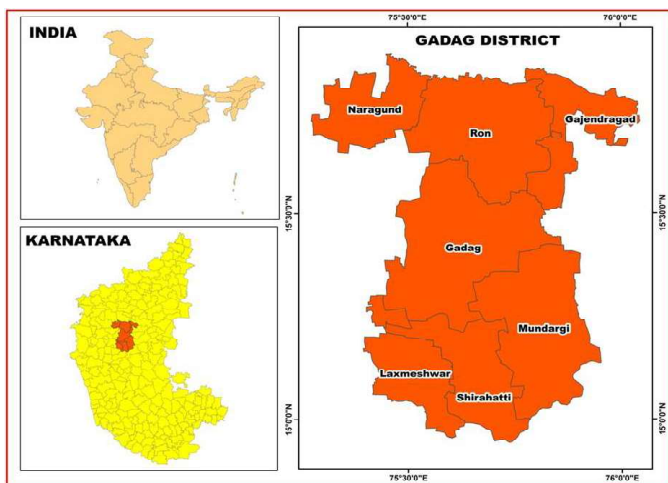 INDIA
KARNATAKA
GADAG DISTRICT
75°30'0"E
76°0'0"E
Naragund
Ron
Gajendragad
15°30'0"N
15°30'0"N
Gadag
Mundargi
Laxmeshwar
Shirahatti
15°0'0"N
15°0'0"N
75°30'0"E
76°0'0"E